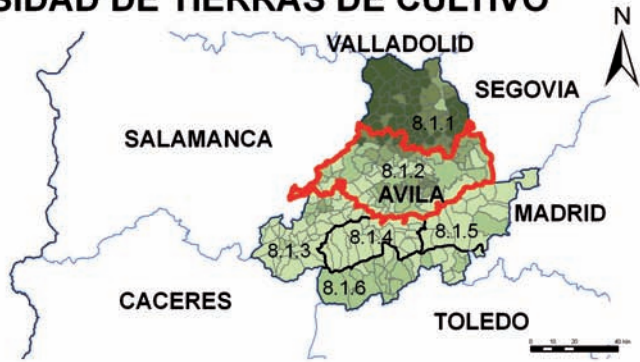 SIDAD DE TIERRAS DE CULTIVO
N
VALLADOLID
SEGOVIA
8.1.1
SALAMANCA
8.1.2
AVILA
MADRID
8.1.4
8.1.5
8.1.3
8.1.6
CACERES
TOLEDO